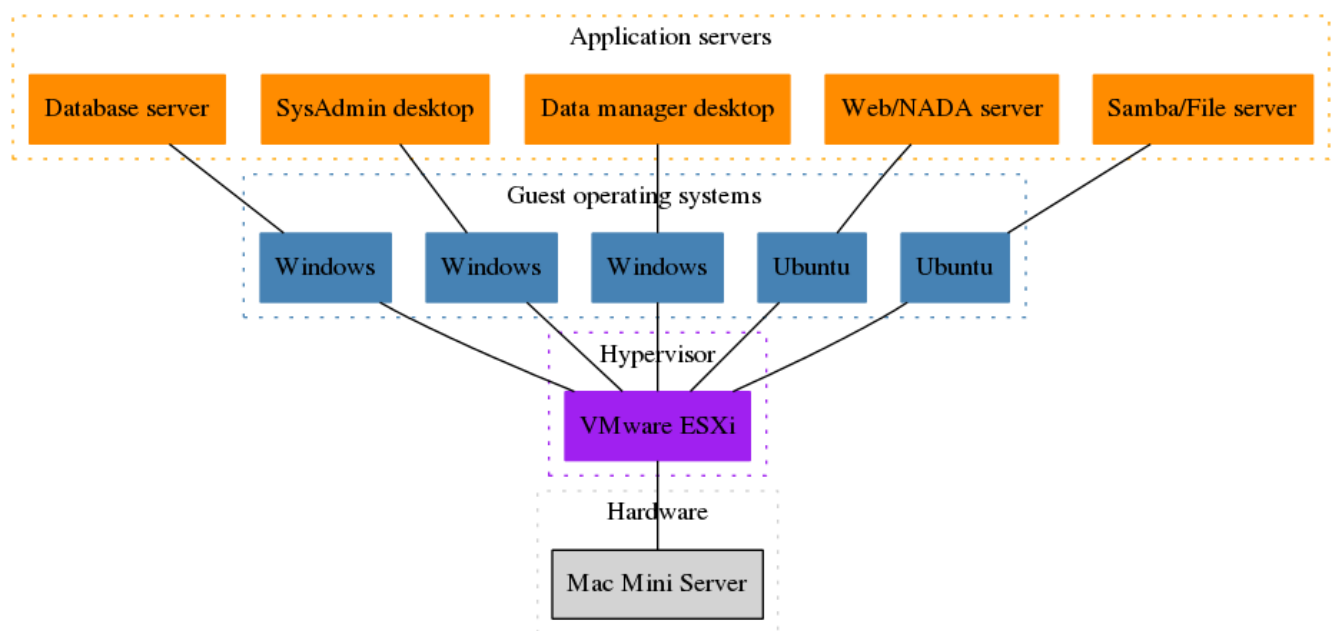 Application servers
Database server
SysAdmin desktop
Data manager desktop
Web/NADA server
Samba/File server
Guest operating systems
Windows
Windows
Windows
Ubuntu
Ubuntu
Hypervisor
VMware ESXi
Hardware
Mac Mini Server